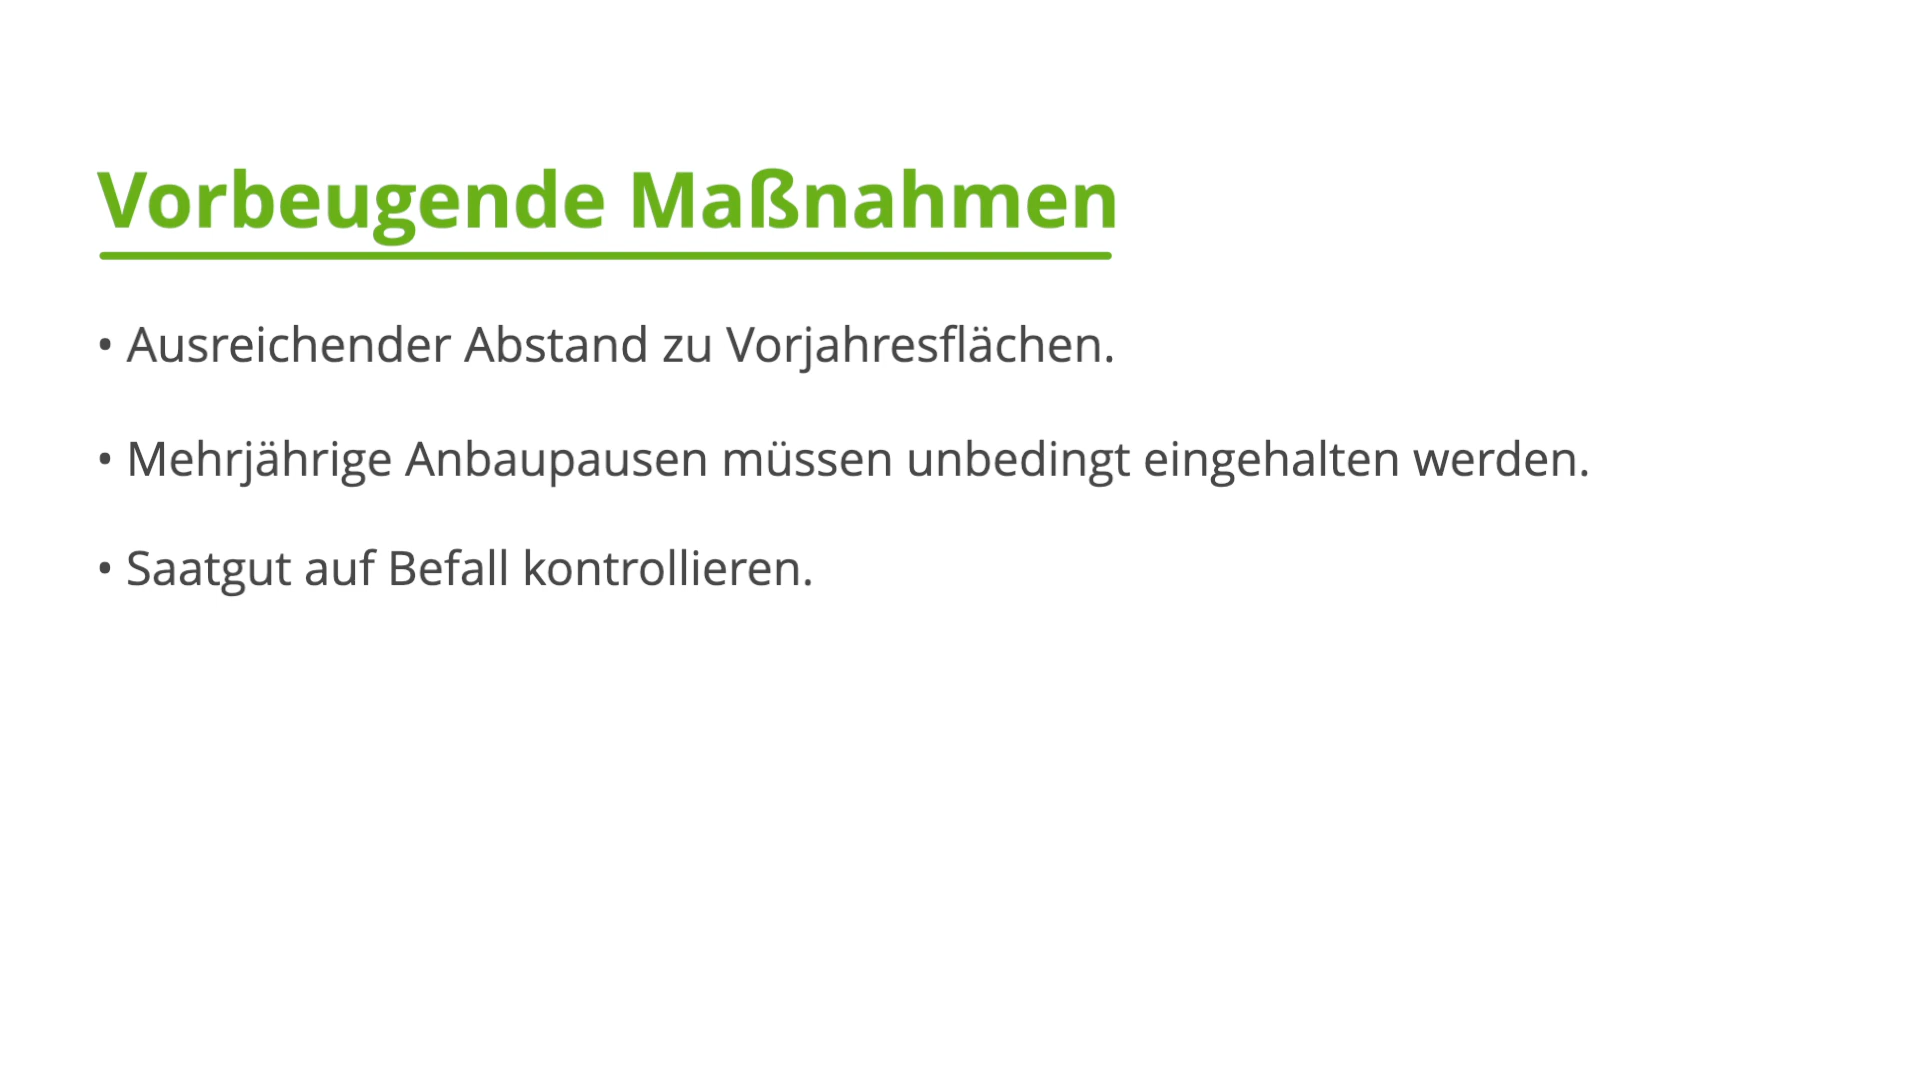 Vorbeugende Maßnahmen
• Ausreichender Abstand zu Vorjahresflächen.
• Mehrjährige Anbaupausen müssen unbedingt eingehalten werden.
• Saatgut auf Befall kontrollieren.